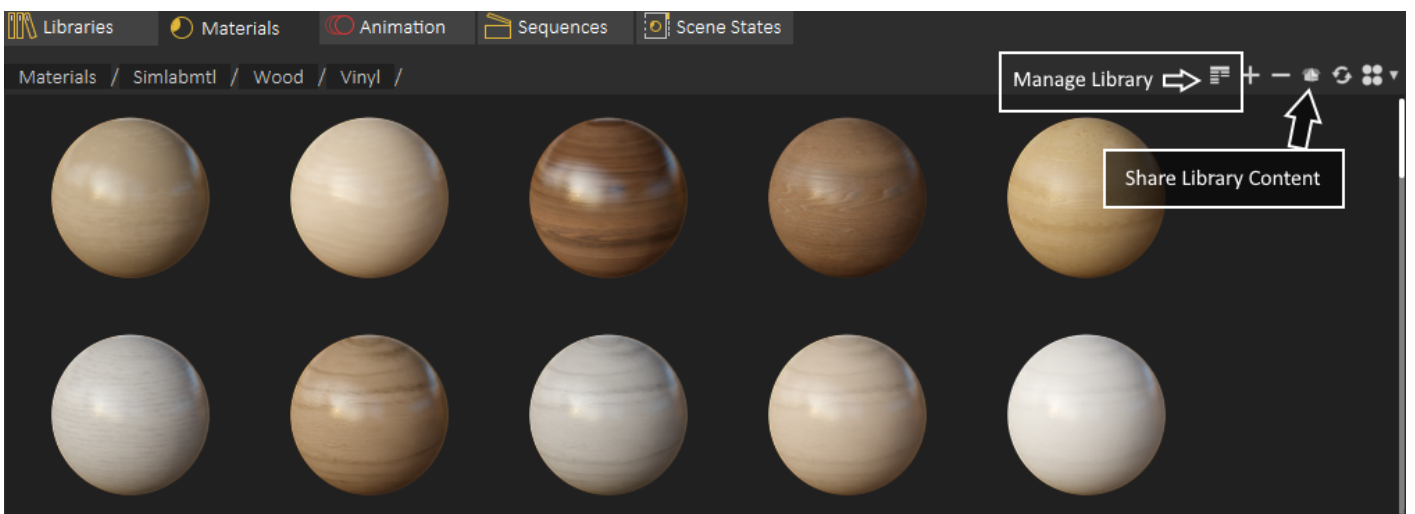 Libraries
Materials
Animation
Sequences
Scene States
Materials / Simlabmtl / Wood / Vinyl /
Manage Library
Share Library Content